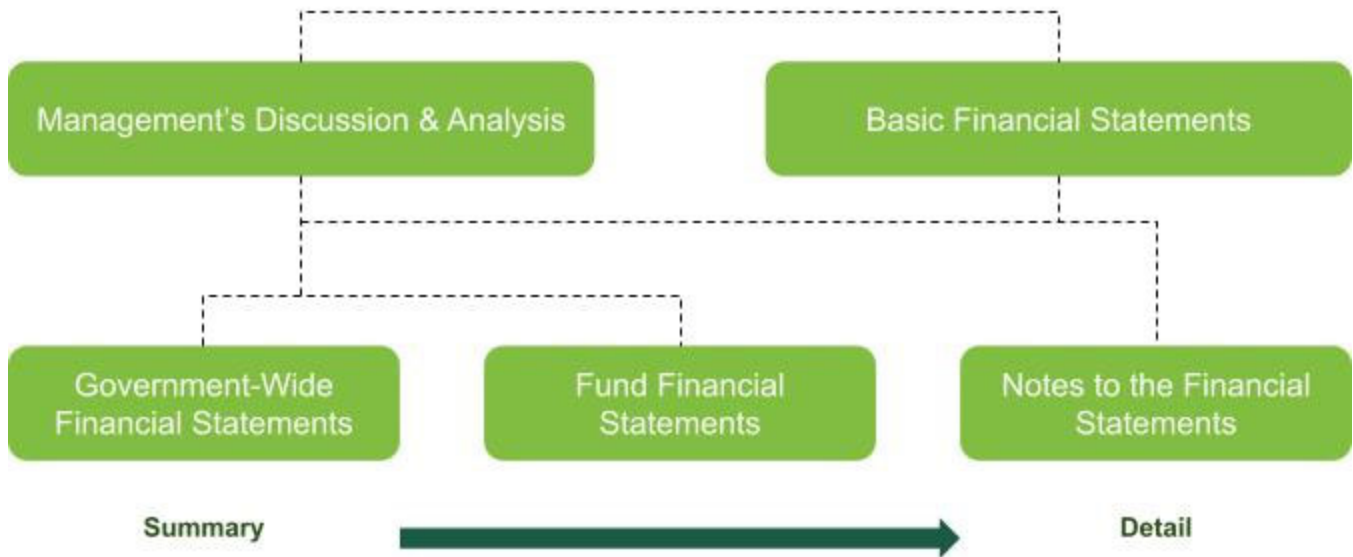 Management's Discussion & Analysis
Basic Financial Statements
Government-Wide
Financial Statements
Fund Financial
Statements
Notes to the Financial
Statements
Summary
Detail